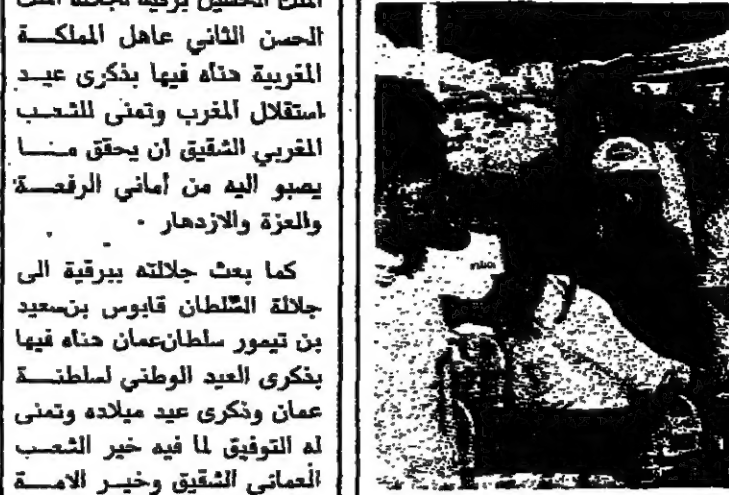 الحسن الثاني عاهل المملكة
المغربية هنأه فيها بذكرى عيد
استقلال المغرب وتمنى للشعب
المغربي الشقيق ان يحقق ما
يصبو اليه من أماني الرفعة
والعزة والازدهار .
كما بعث جلالته ببرقية الى
جلالة السلطان قابوس بن سعيد
بن تيمور سلطان عمان هنأه فيها
بذكرى العيد الوطني لسلطنة
عمان وذكرى عيد ميلاده وتمنى
له التوفيق لما فيه خير الشعب
العماني الشقيق وخير الامة